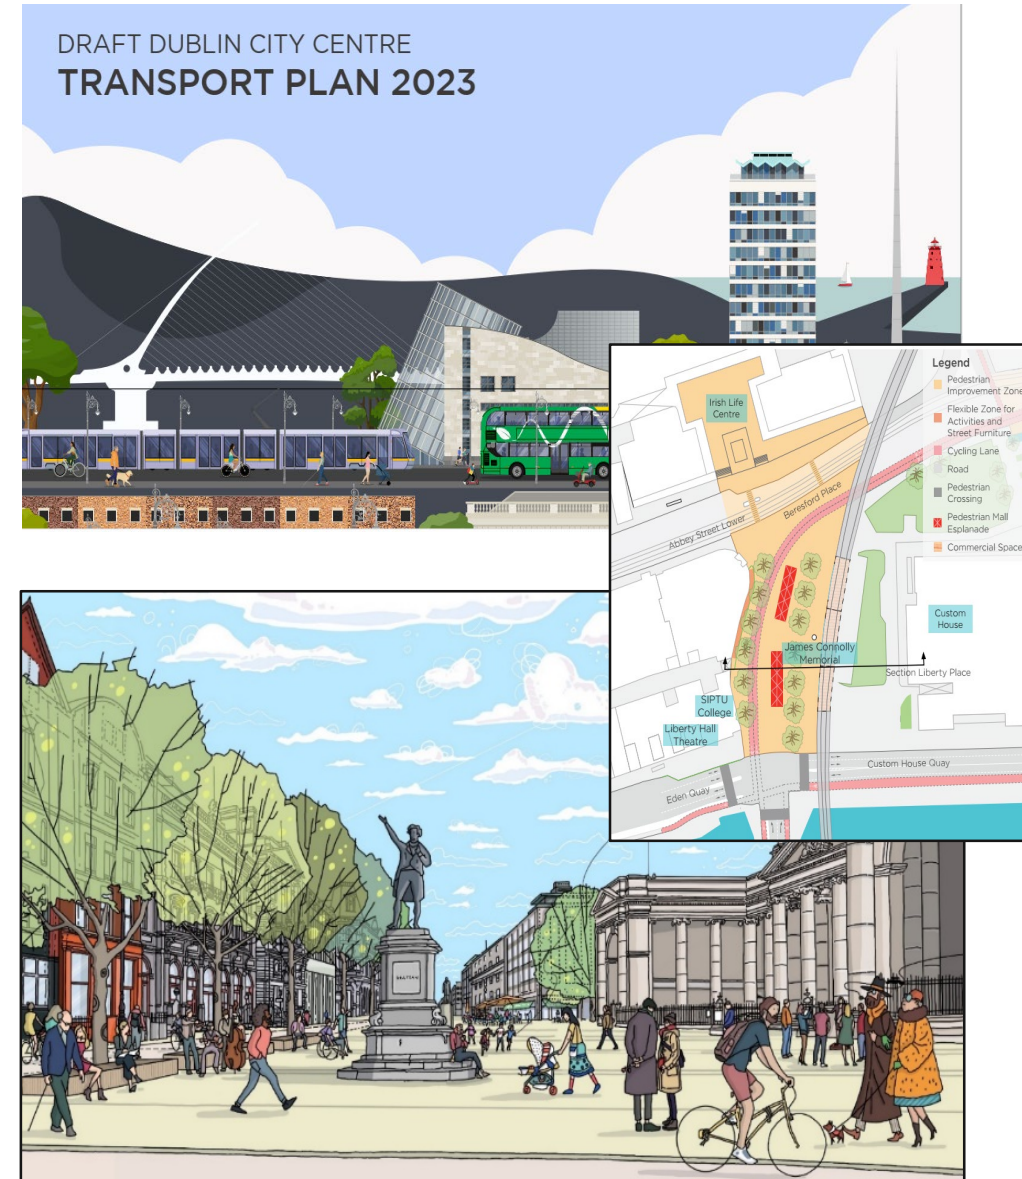 DRAFT DUBLIN CITY CENTRE
TRANSPORT PLAN 2023
Legend
Pedestrian
Improvement Zone
Flexible Zone for
Activities and
Street Furniture
Cycling Lane
Road
Pedestrian
Crossing
Pedestrian Mall
Esplanade
Commercial Space
Irish Life
Centre
Beresford Place
Abbey Street Lower
Custom
House
James Connolly
Memorial
Section Liberty Place
SIPTU
College
Liberty Hall
Theatre
Custom House Quay
Eden Quay